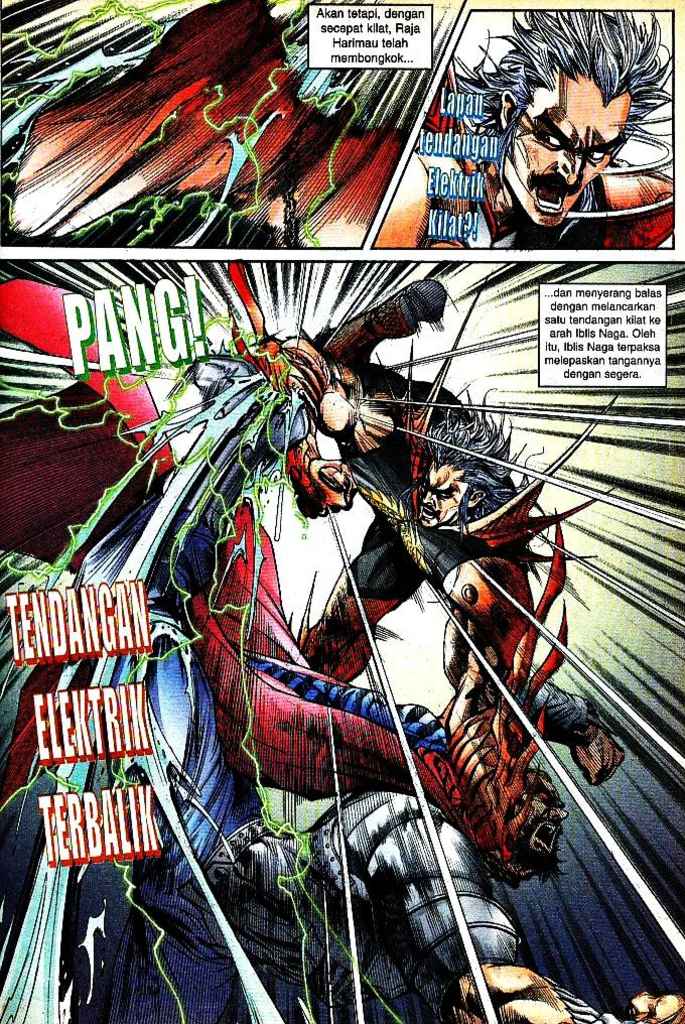 Akan tetapi, dengan
secepat kilat, Raja
Harimau telah
membongkok...
Lapan
tendangan
Elektrik
Kilat?!
PANG!
...dan menyerang balas
dengan melancarkan
satu tendangan kilat ke
arah Iblis Naga. Oleh
itu, Iblis Naga terpaksa
melepaskan tangannya
dengan segera.
TENDANGAN
ELEKTRIK
TERBALIK